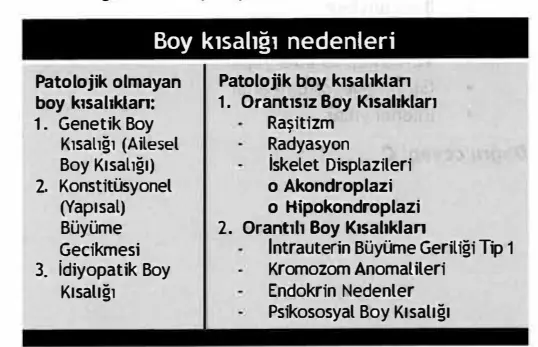 Boy kısalığı nedenleri
Patolojik olmayan
boy kısalıkları:
1. Genetik Boy
Kısalığı (Ailesel
Boy Kısalığı)
2. Konstitüsyonel
(Yapısal)
Büyüme
Gecikmesi
3. İdiyopatik Boy
Kısalığı
Patolojik boy kısalıkları
1. Orantısız Boy Kısalıkları
- Raşitizm
- Radyasyon
- İskelet Displazileri
o Akondroplazi
o Hipokondroplazi
2. Orantılı Boy Kısalıkları
- İntrauterin Büyüme Geriliği Tip 1
- Kromozom Anomalileri
- Endokrin Nedenler
- Psikososyal Boy Kısalığı